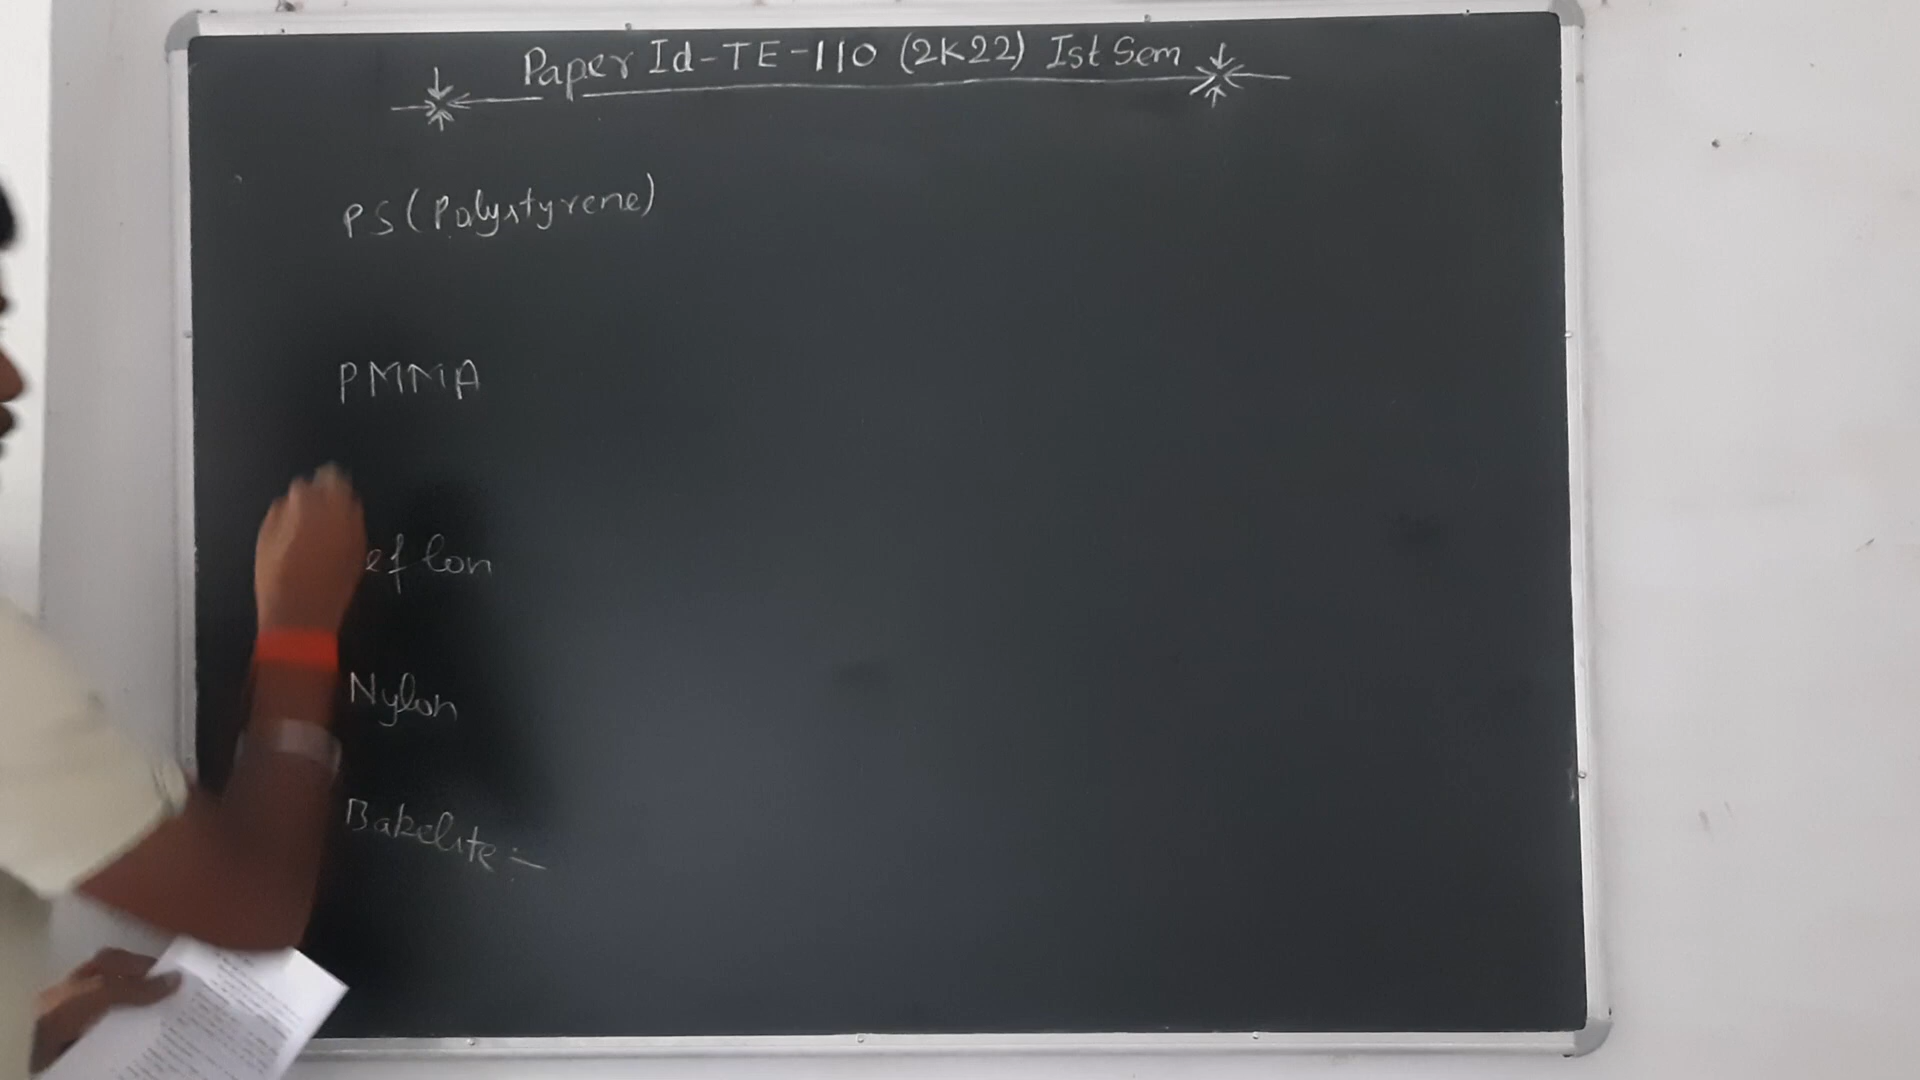 Paper Id-TE-110 (2K22) Ist Sem
PS (Polystyrene)
PMMA
eflon
Nylon
Bakelite :-